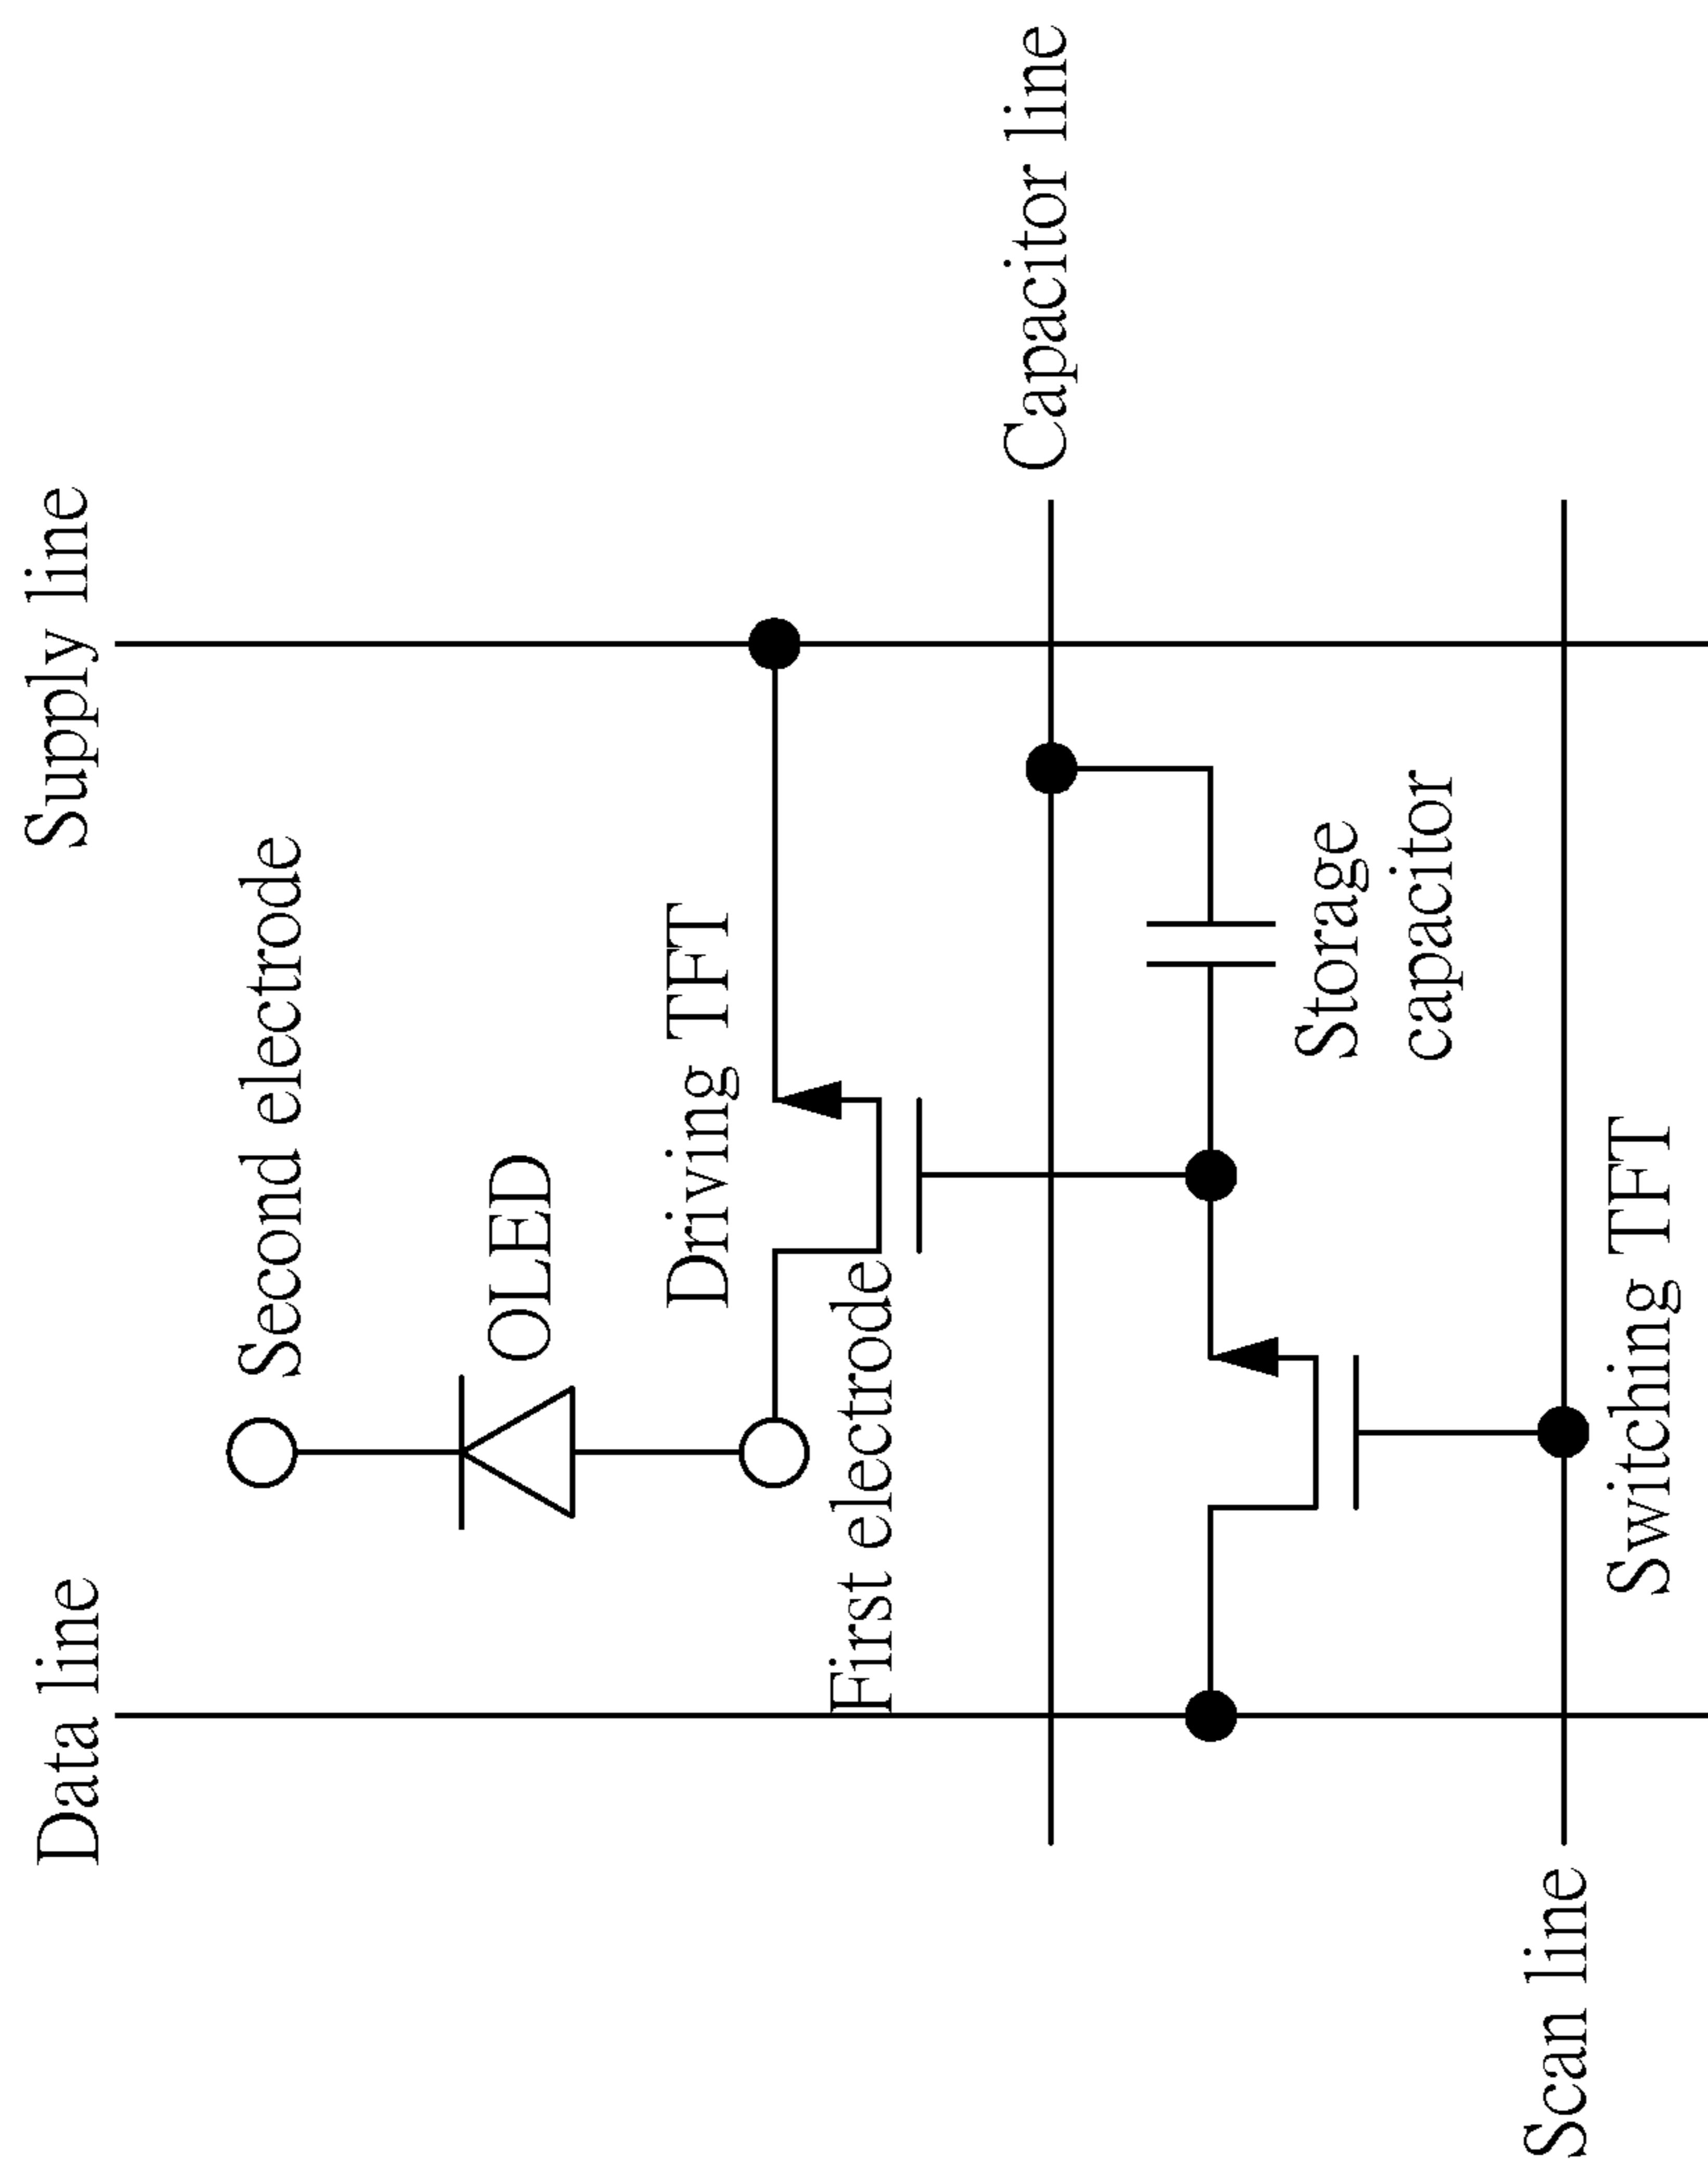 Data line
Supply line
Second electrode
OLED
Driving TFT
First electrode
Capacitor line
Storage
capacitor
Scan line
Switching TFT